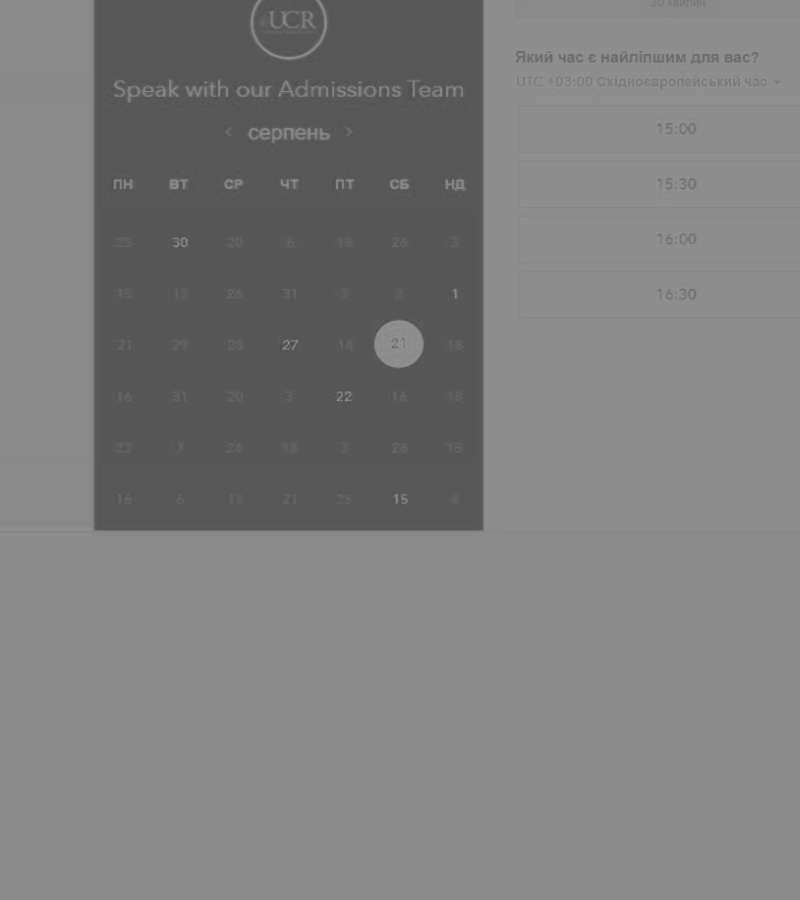 UCR
Speak with our Admissions Team
‹ серпень ›
ПН ВТ СР ЧТ ПТ СБ НД
25 30 20 6 18 26 3
15 13 26 31 3 2 1
21 29 23 27 14 21 18
16 31 20 3 22 16 18
23 7 24 18 3 26 15
16 6 13 21 25 15 4
30 хвилин
Який час є найліпшим для вас?
UTC +03:00 Східноєвропейський час
15:00
15:30
16:00
16:30